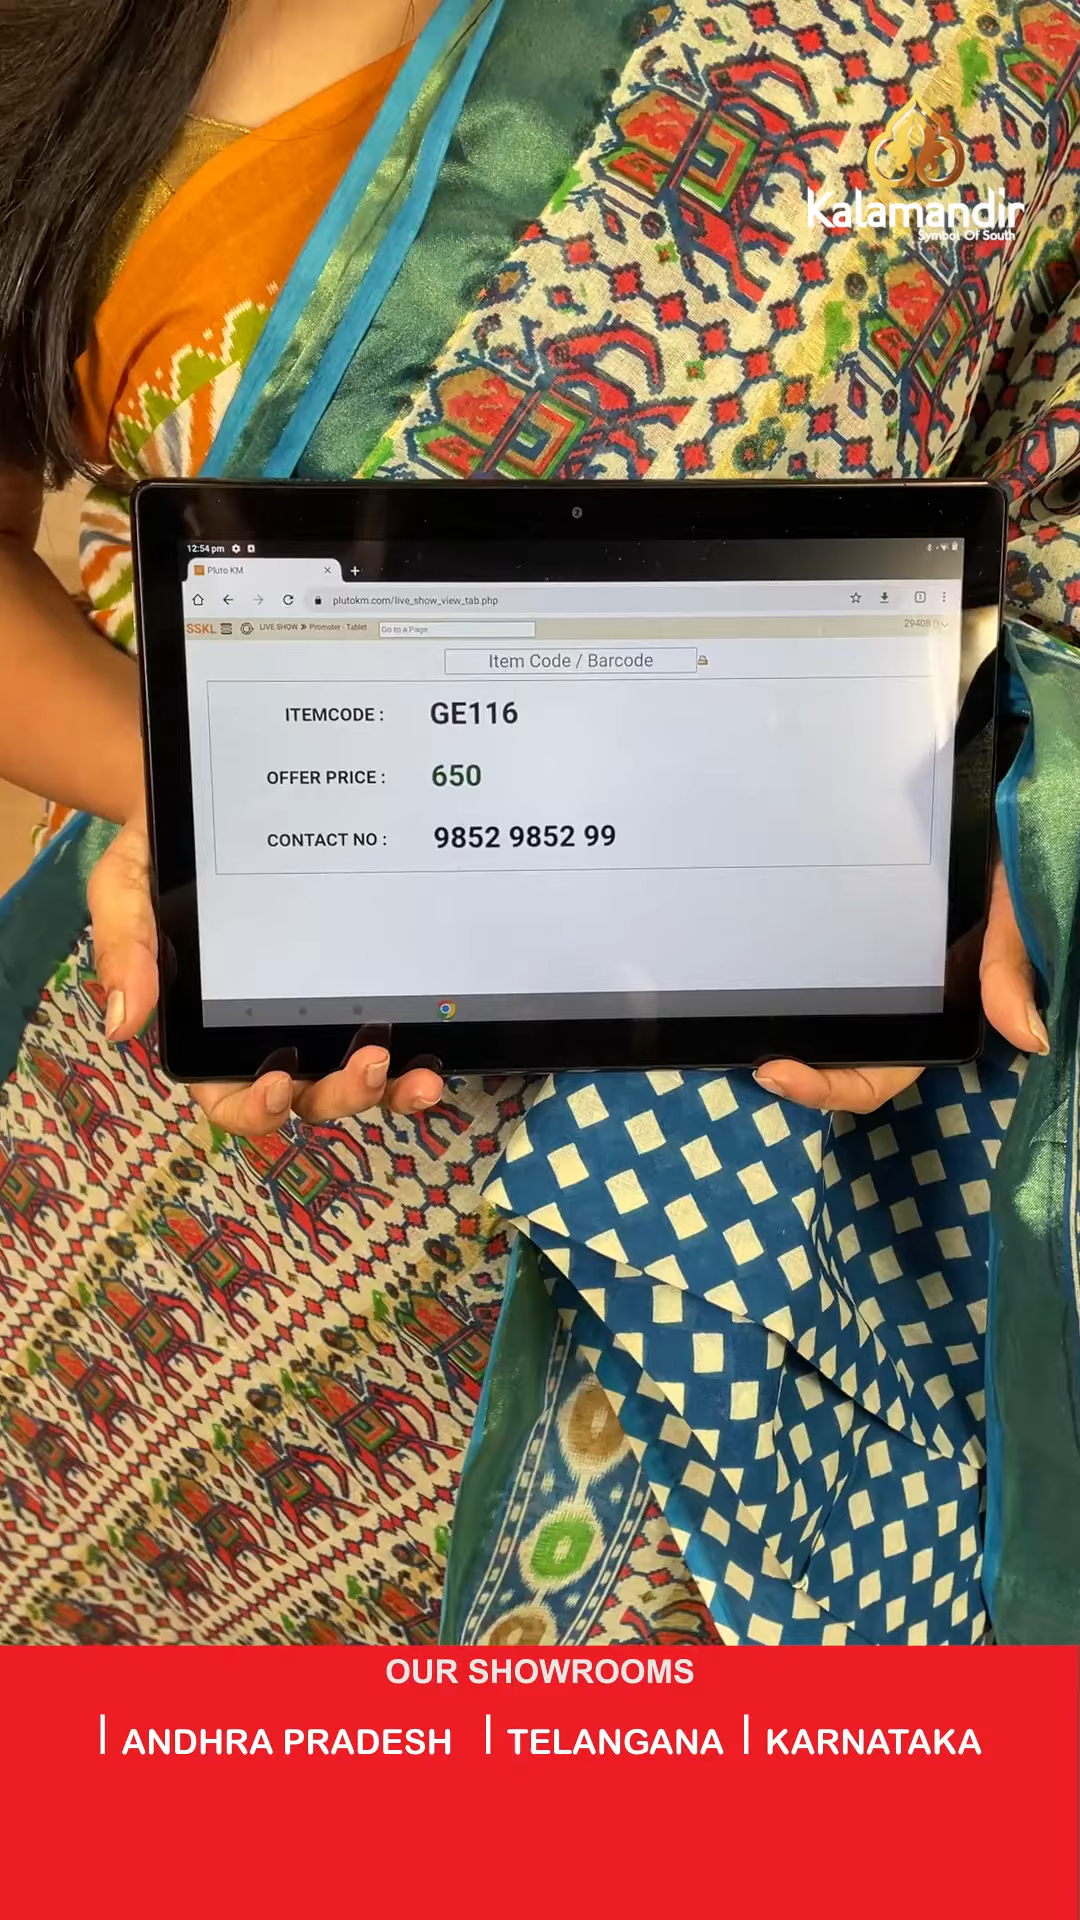 Kalamandir
Symbol Of South
12:54 pm
Pluto KM
plutokm.com/live_show_view_tab.php
SSKL
LIVE SHOW » Promoter - Tablet
Go to a Page
29408 ()
Item Code / Barcode
ITEMCODE : GE116
OFFER PRICE : 650
CONTACT NO : 9852 9852 99
OUR SHOWROOMS
| ANDHRA PRADESH | TELANGANA | KARNATAKA